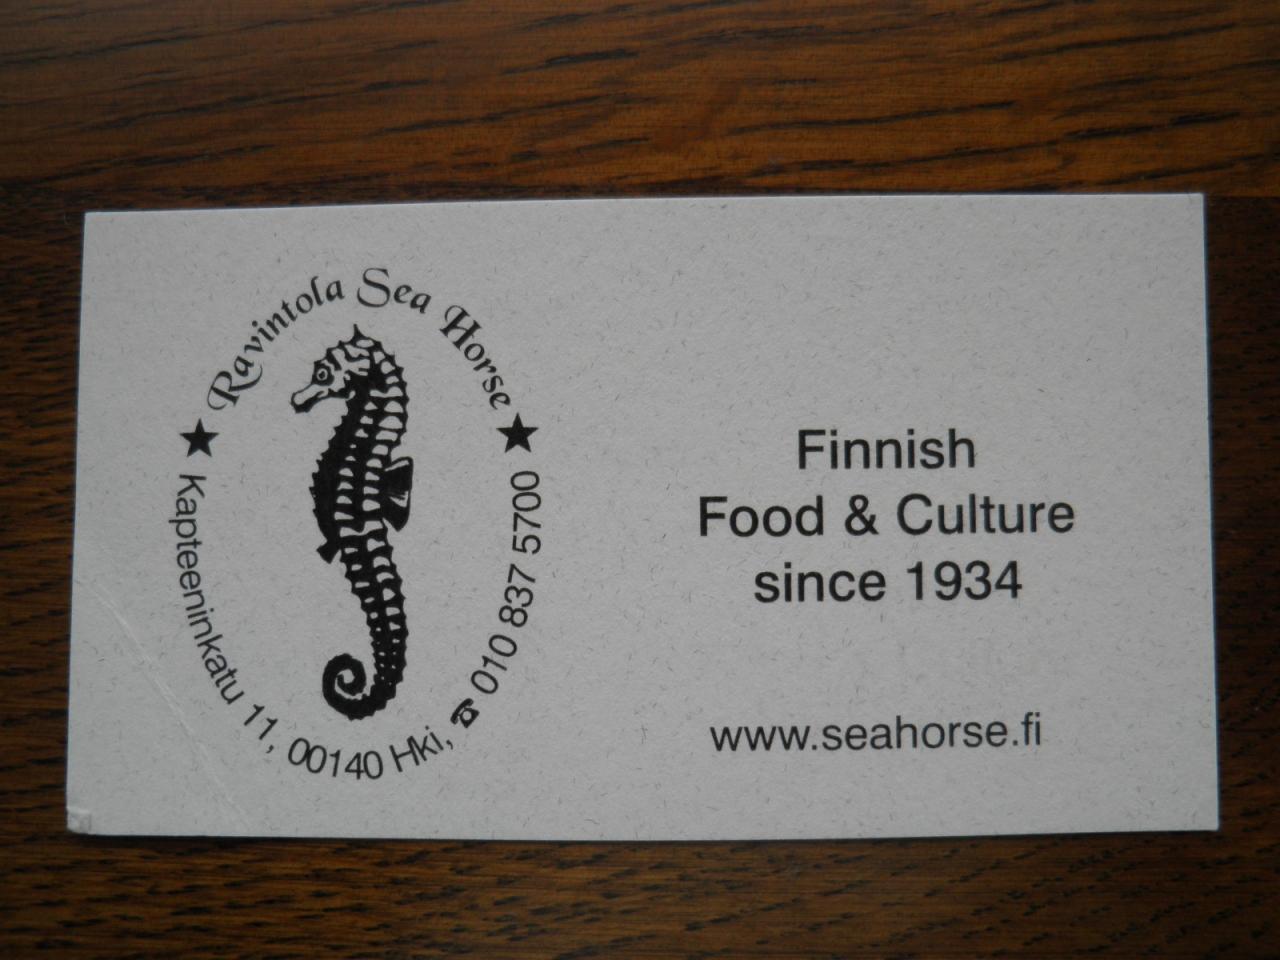 Ravintola Sea Horse
Kapteeninkatu 11, 00140 Hki, ☎ 010 837 5700
Finnish
Food & Culture
since 1934
www.seahorse.fi